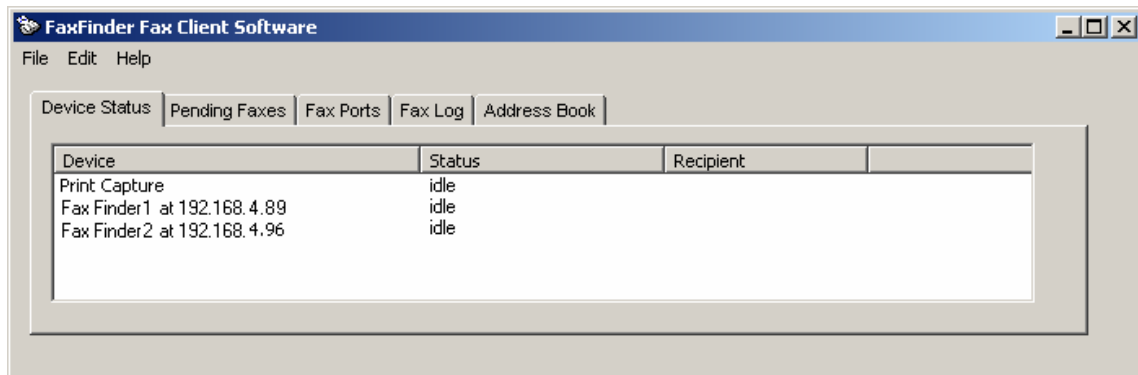 FaxFinder Fax Client Software
File Edit Help
Device Status Pending Faxes Fax Ports Fax Log Address Book
Device Status Recipient
Print Capture idle
Fax Finder1 at 192.168.4.89 idle
Fax Finder2 at 192.168.4.96 idle